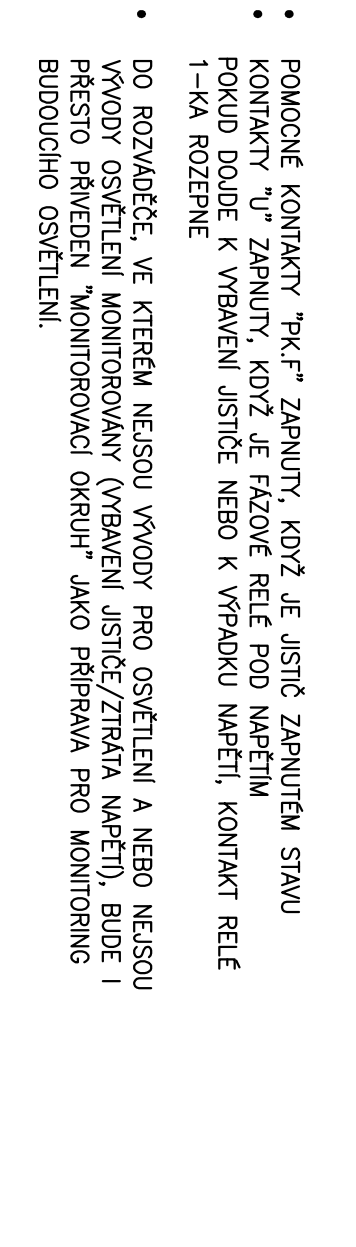 • POMOCNÉ KONTAKTY "PK.F" ZAPNUTY, KDYŽ JE JISTIČ ZAPNUTÉM STAVU
• KONTAKTY "U" ZAPNUTY, KDYŽ JE FÁZOVÉ RELÉ POD NAPĚTÍM
POKUD DOJDE K VYBAVENÍ JISTIČE NEBO K VÝPADKU NAPĚTÍ, KONTAKT RELÉ
1-KA ROZEPNE
• DO ROZVÁDĚČE, VE KTERÉM NEJSOU VÝVODY PRO OSVĚTLENÍ A NEBO NEJSOU
VÝVODY OSVĚTLENÍ MONITOROVÁNY (VYBAVENÍ JISTIČE/ZTRÁTA NAPĚTÍ), BUDE I
PŘESTO PŘIVEDEN "MONITOROVACÍ OKRUH" JAKO PŘÍPRAVA PRO MONITORING
BUDOUCÍHO OSVĚTLENÍ.